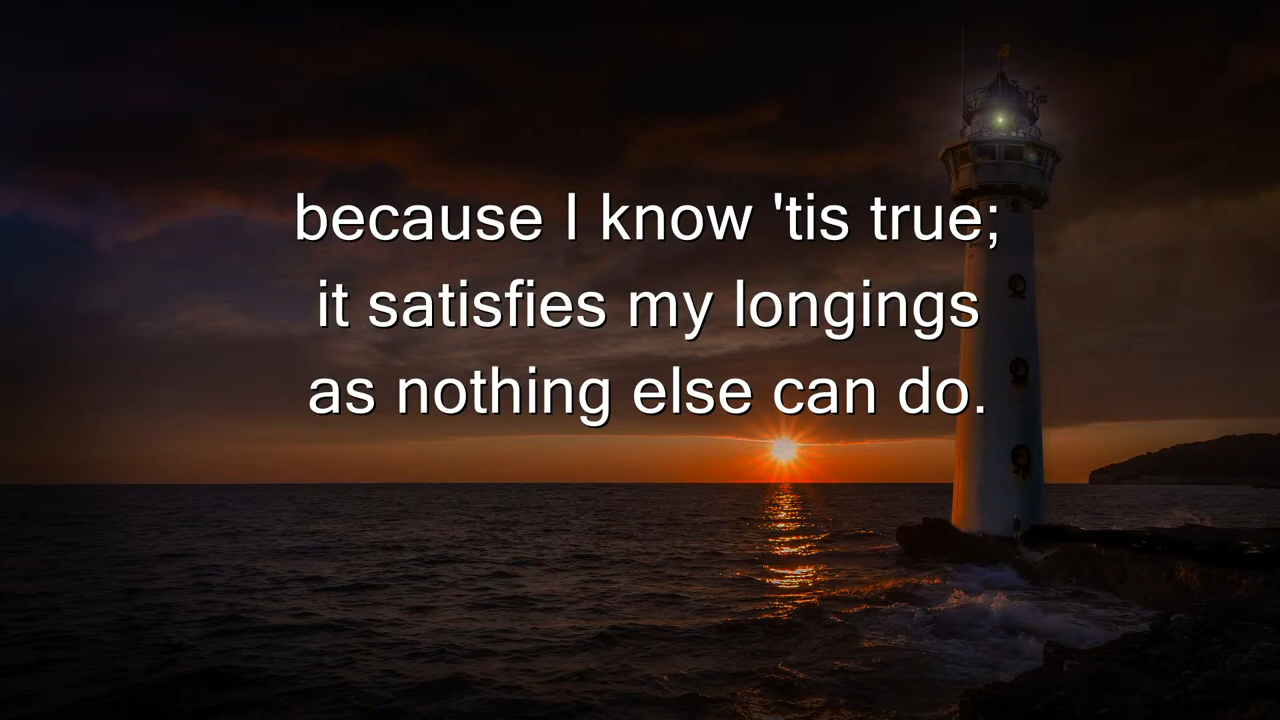 because I know 'tis true;
it satisfies my longings
as nothing else can do.